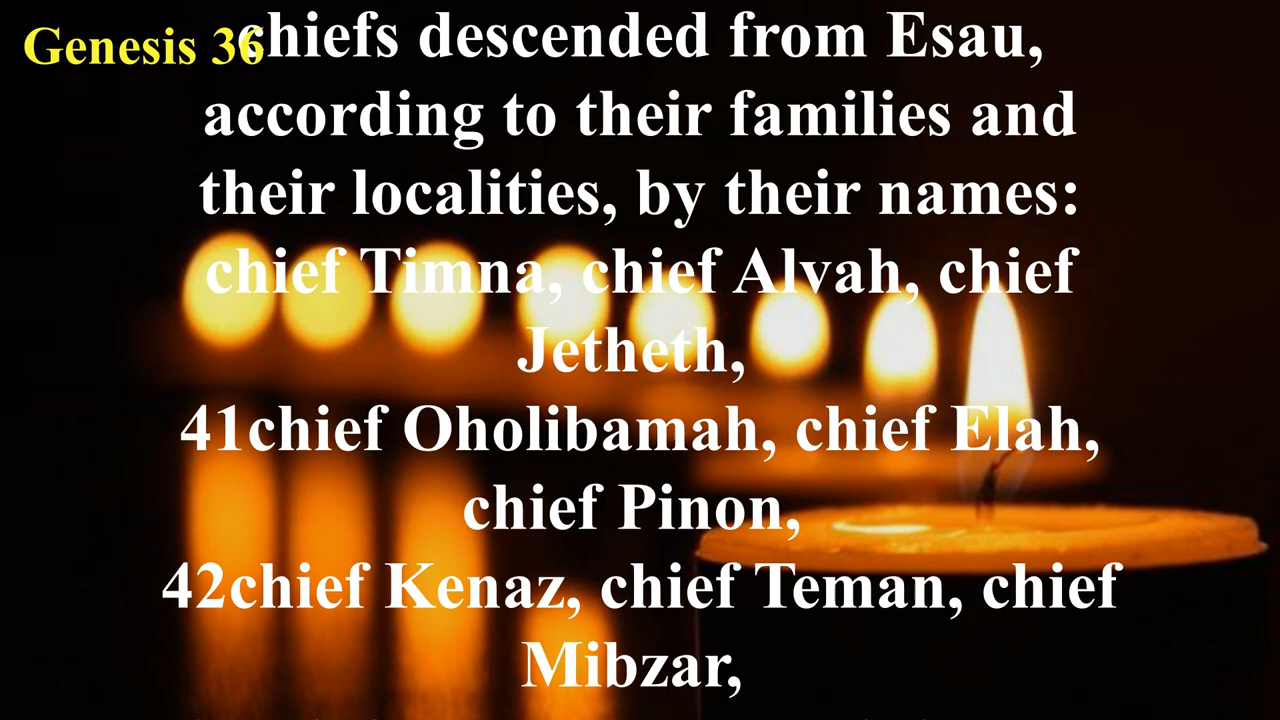 Genesis 36
chiefs descended from Esau,
according to their families and
their localities, by their names:
chief Timna, chief Alvah, chief
Jetheth,
41chief Oholibamah, chief Elah,
chief Pinon,
42chief Kenaz, chief Teman, chief
Mibzar,